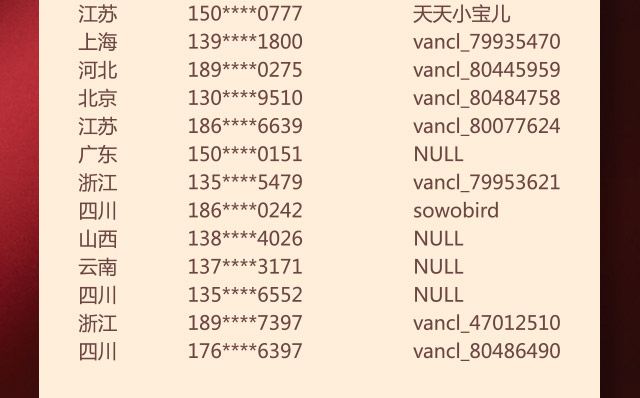 江苏 150****0777 天天小宝儿
上海 139****1800 vancl_79935470
河北 189****0275 vancl_80445959
北京 130****9510 vancl_80484758
江苏 186****6639 vancl_80077624
广东 150****0151 NULL
浙江 135****5479 vancl_79953621
四川 186****0242 sowobird
山西 138****4026 NULL
云南 137****3171 NULL
四川 135****6552 NULL
浙江 189****7397 vancl_47012510
四川 176****6397 vancl_80486490